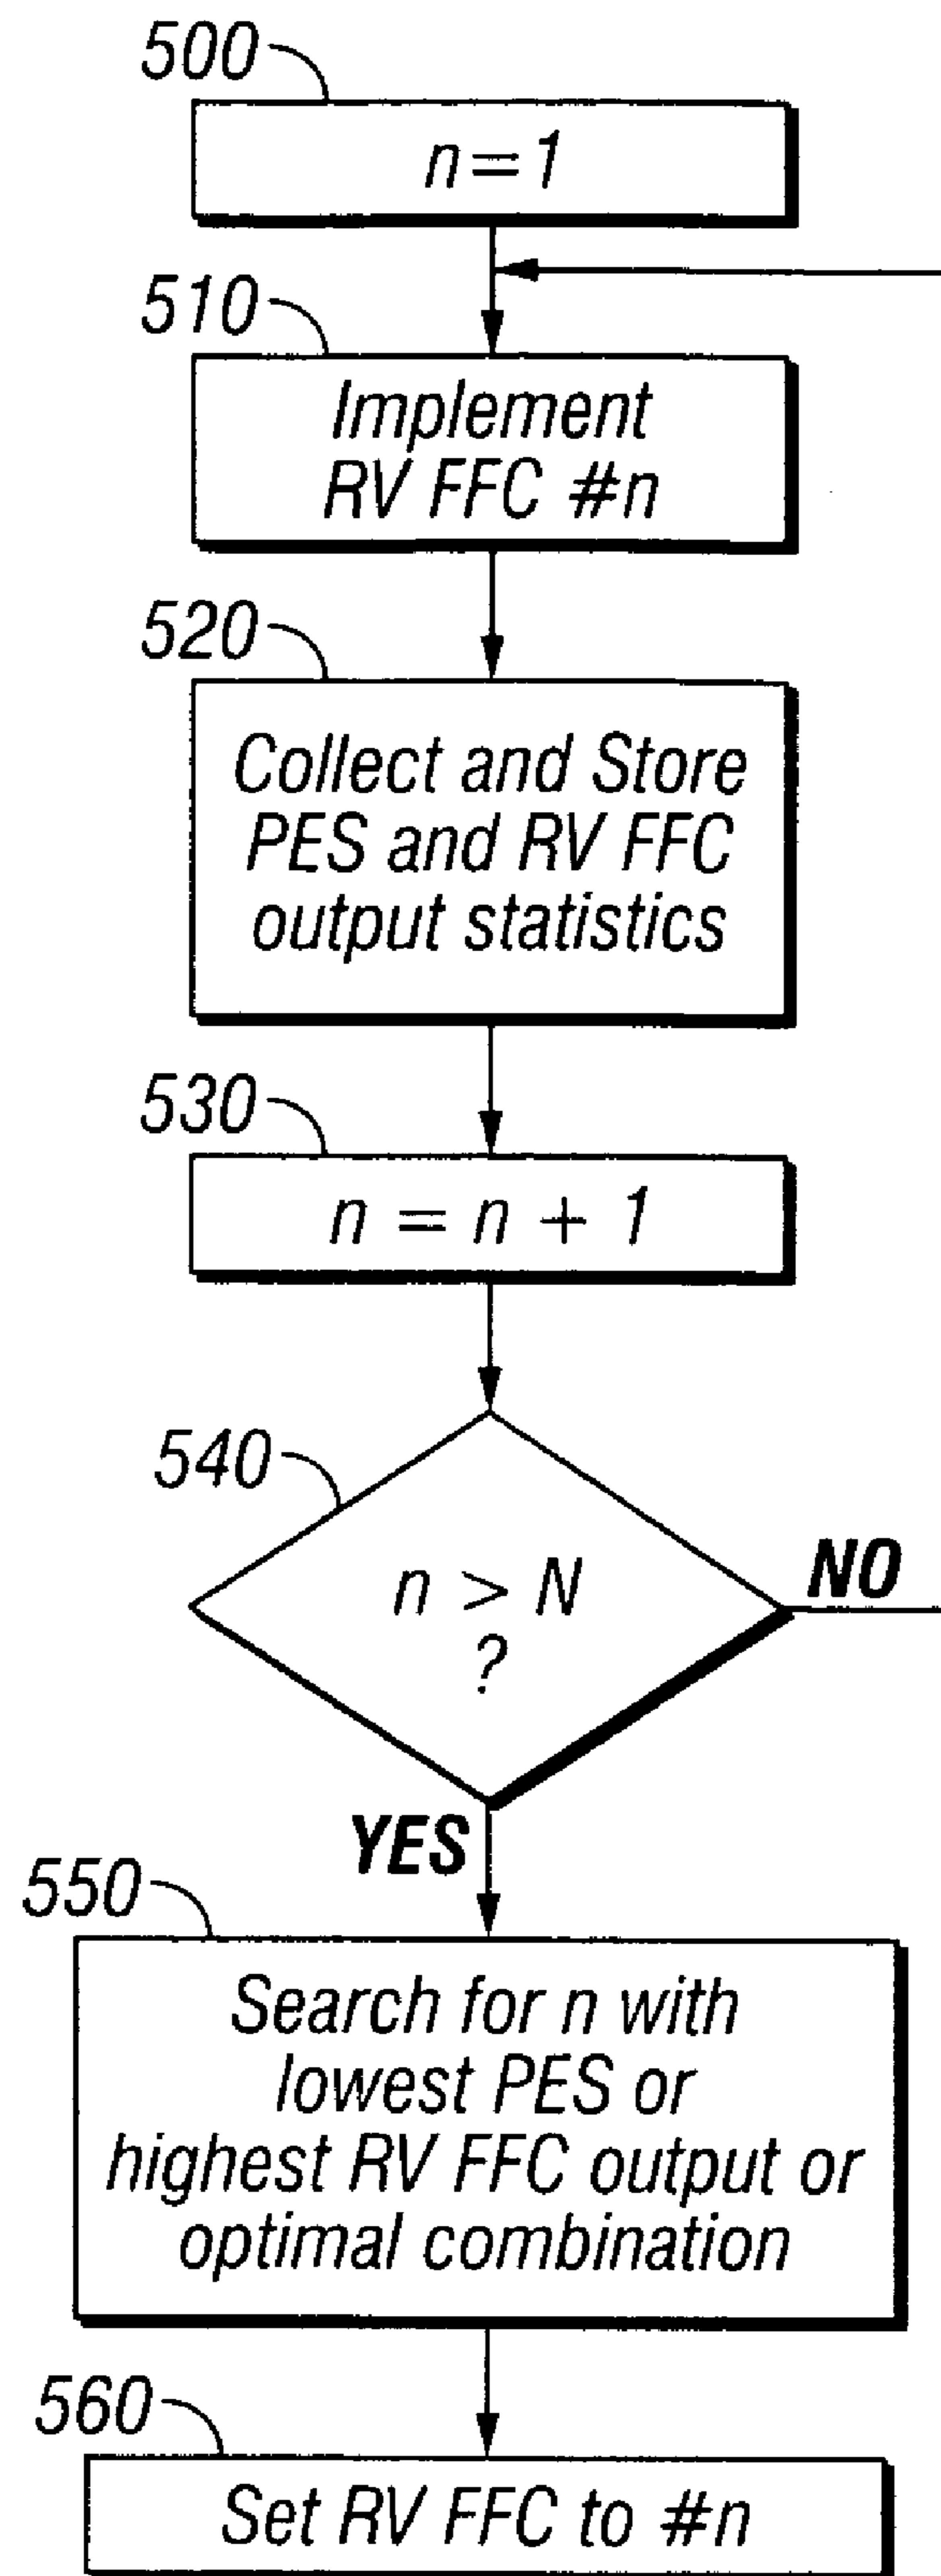 500
n=1
510
Implement
RV FFC #n
520
Collect and Store
PES and RV FFC
output statistics
530
n = n + 1
540
n > N
?
NO
YES
550
Search for n with
lowest PES or
highest RV FFC output or
optimal combination
560
Set RV FFC to #n